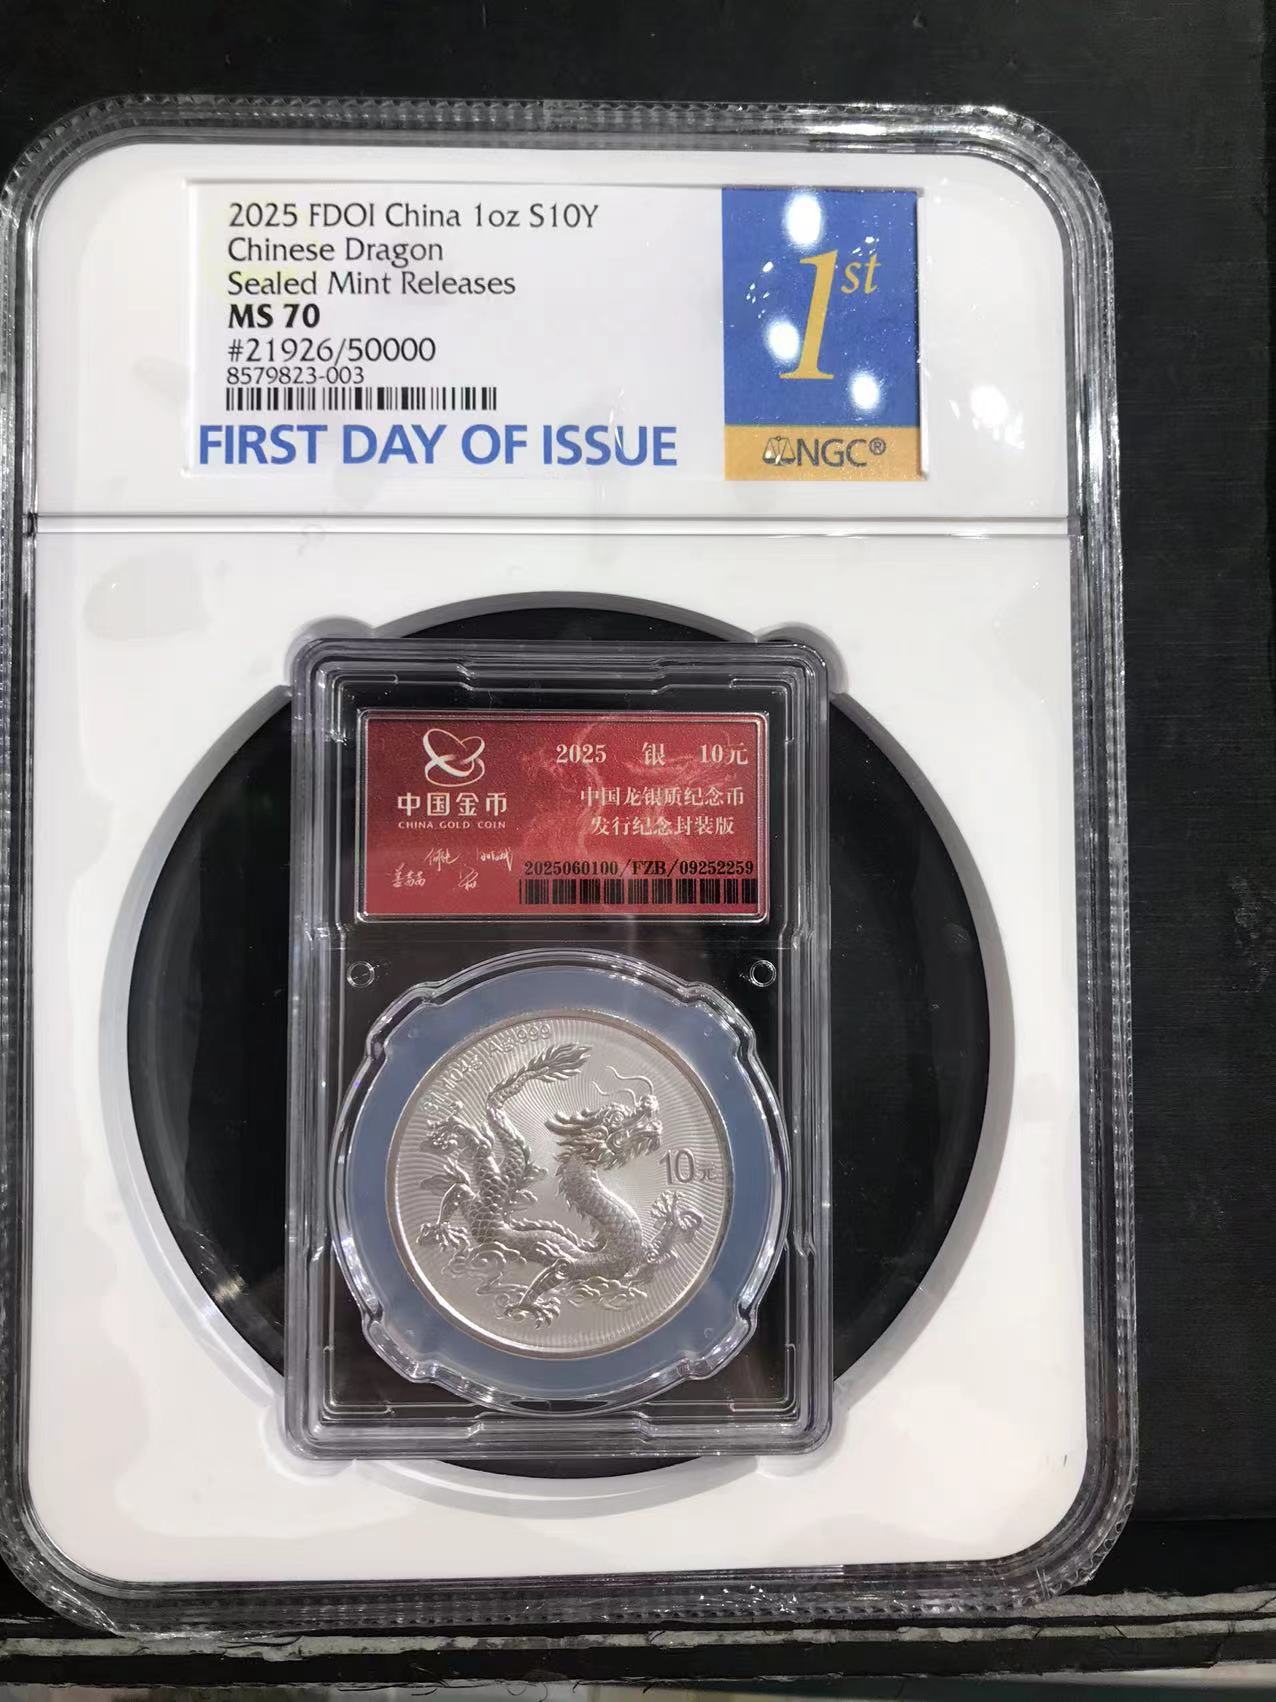 2025 FDOI China 1oz S10Y
Chinese Dragon
Sealed Mint Releases
MS 70
#21926/50000
8579823-003
FIRST DAY OF ISSUE
1st
NGC®
中国金币
CHINA GOLD COIN
2025 银 10元
中国龙银质纪念币
发行纪念封装版
2025060100/FZB/09252259
Ag 999
10元